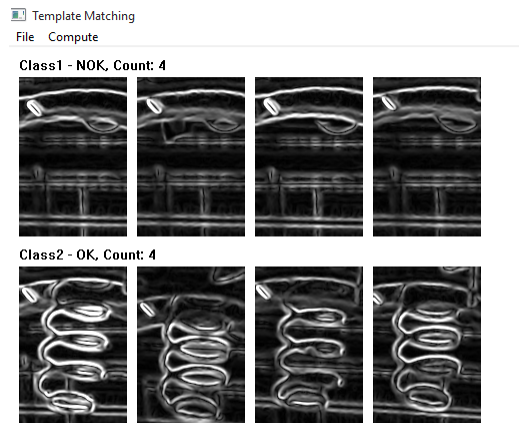 Template Matching
File Compute
Class1 - NOK, Count: 4
Class2 - OK, Count: 4